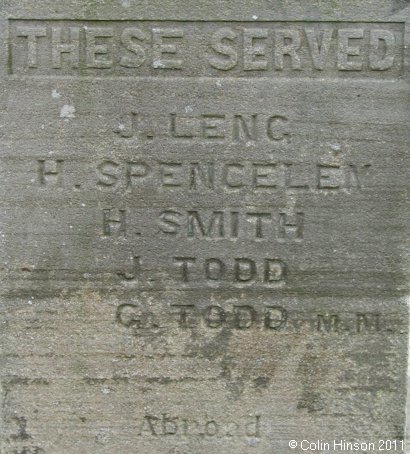 THESE SERVED
J. LENG
H. SPENCELEY
H. SMITH
J. TODD
G. TODD. M.M.
Abroad
©Colin Hinson 2011